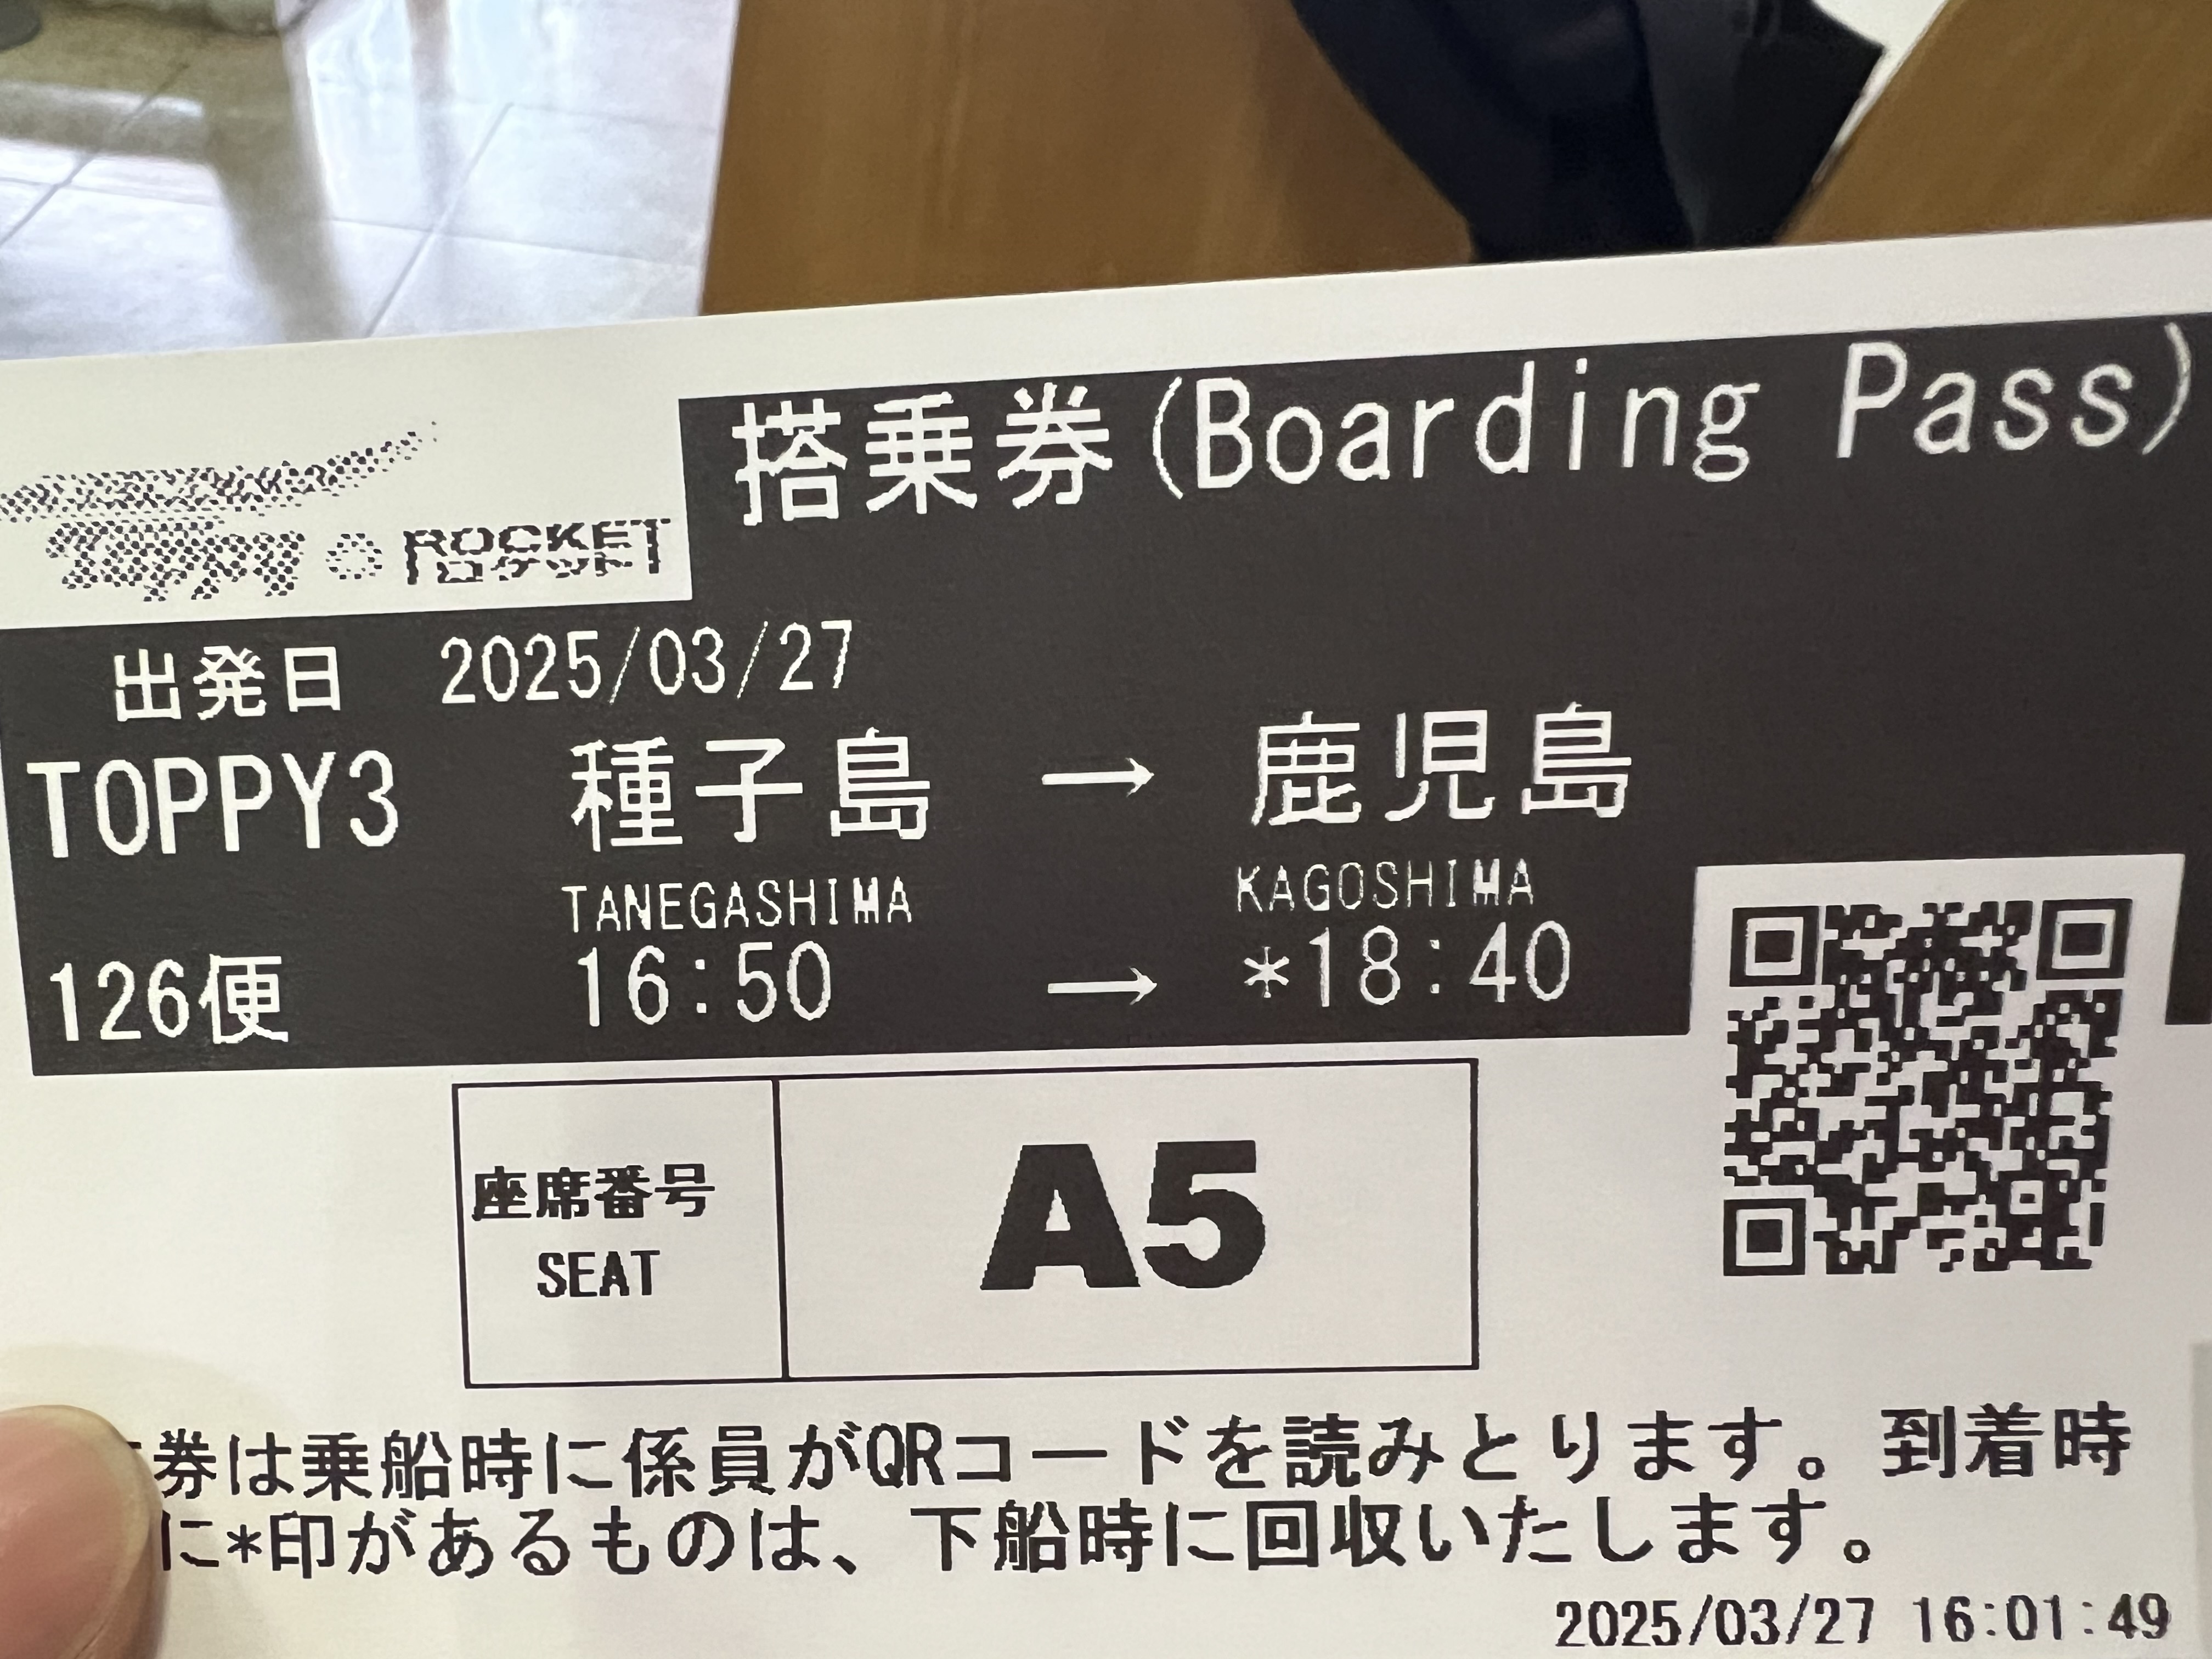 搭乗券(Boarding Pass)
Toppy ROCKET
ロケット
出発日 2025/03/27
TOPPY3 種子島 → 鹿児島
TANEGASHIMA KAGOSHIMA
126便 16:50 → *18:40
座席番号 A5
SEAT
券は乗船時に係員がQRコードを読みとります。到着時
に*印があるものは、下船時に回収いたします。
2025/03/27 16:01:49